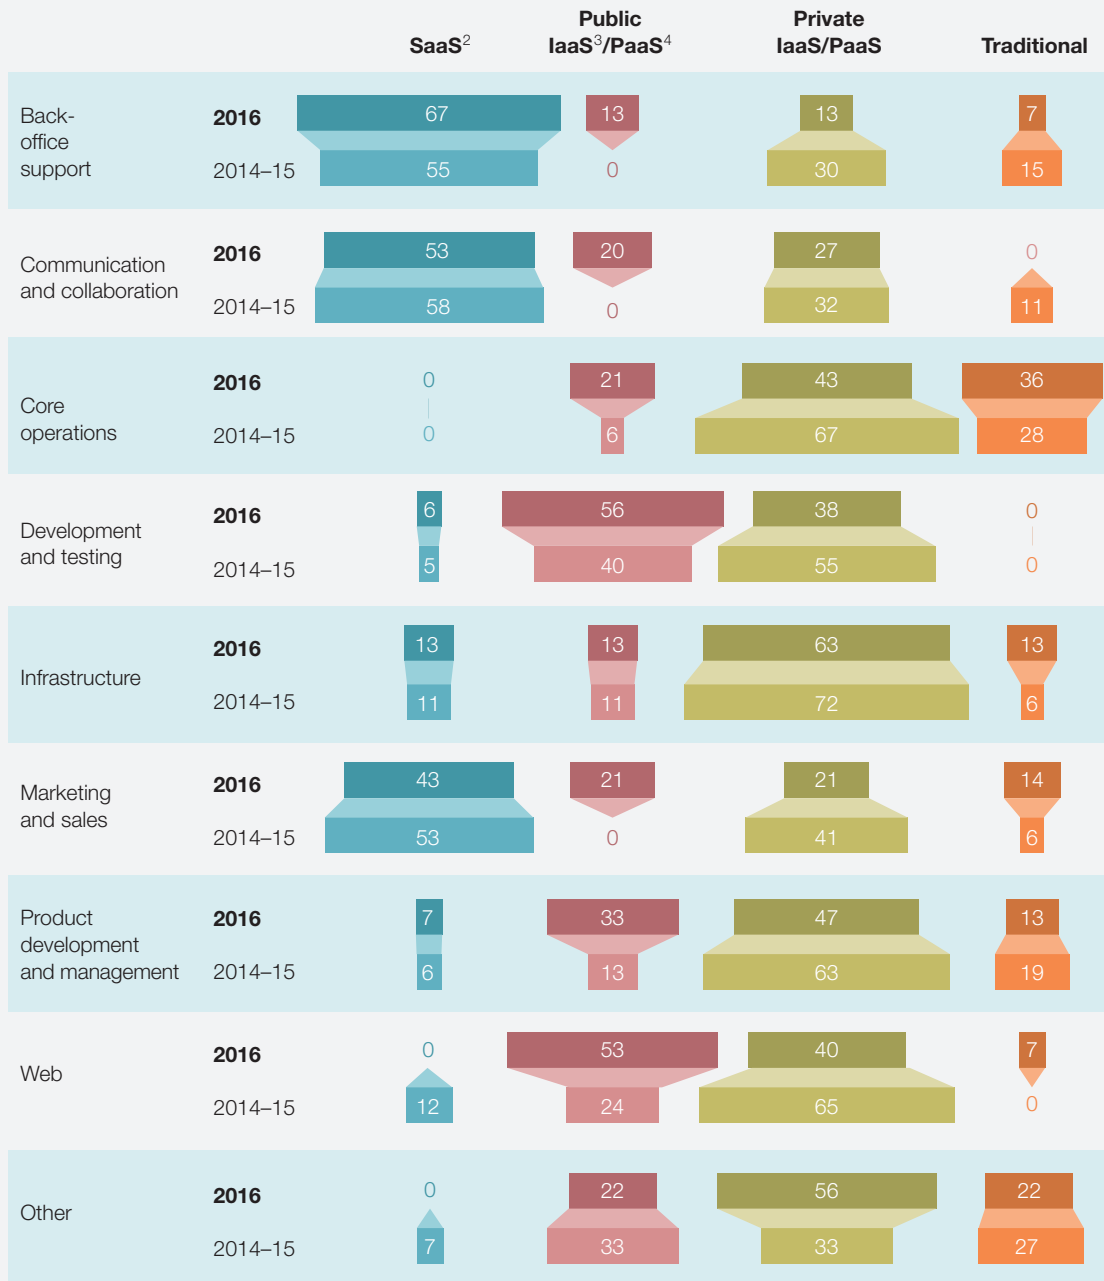 Public Private
SaaS² IaaS³/PaaS⁴ IaaS/PaaS Traditional
Back-
office
support
2016 67 13 13 7
2014–15 55 0 30 15
Communication
and collaboration
2016 53 20 27 0
2014–15 58 0 32 11
Core
operations
2016 0 21 43 36
2014–15 0 6 67 28
Development
and testing
2016 6 56 38 0
2014–15 5 40 55 0
Infrastructure
2016 13 13 63 13
2014–15 11 11 72 6
Marketing
and sales
2016 43 21 21 14
2014–15 53 0 41 6
Product
development
and management
2016 7 33 47 13
2014–15 6 13 63 19
Web
2016 0 53 40 7
2014–15 12 24 65 0
Other
2016 0 22 56 22
2014–15 7 33 33 27